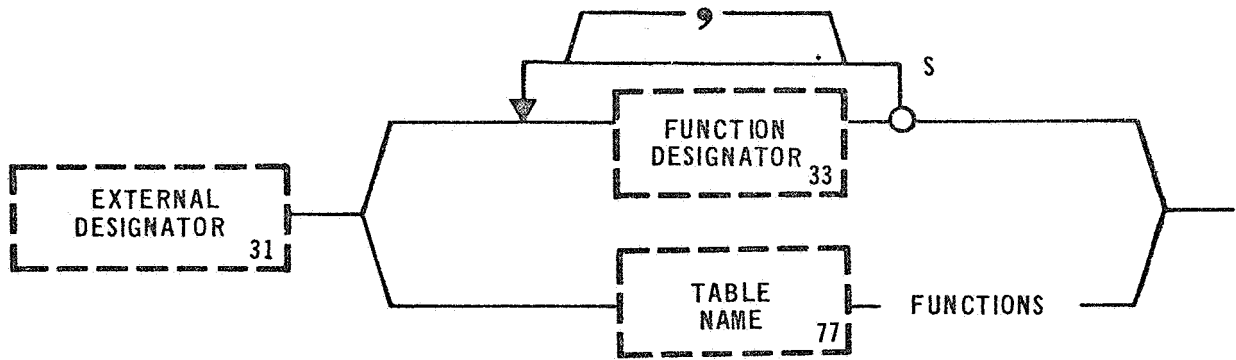 ,
S
FUNCTION
DESIGNATOR
33
EXTERNAL
DESIGNATOR
31
TABLE
NAME
77
FUNCTIONS